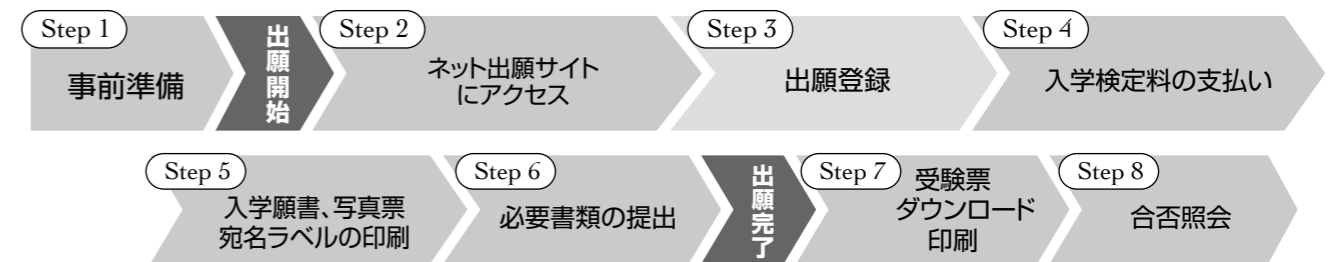 Step 1
事前準備
出願開始
Step 2
ネット出願サイト
にアクセス
Step 3
出願登録
Step 4
入学検定料の支払い
Step 5
入学願書、写真票
宛名ラベルの印刷
Step 6
必要書類の提出
出願完了
Step 7
受験票
ダウンロード
印刷
Step 8
合否照会